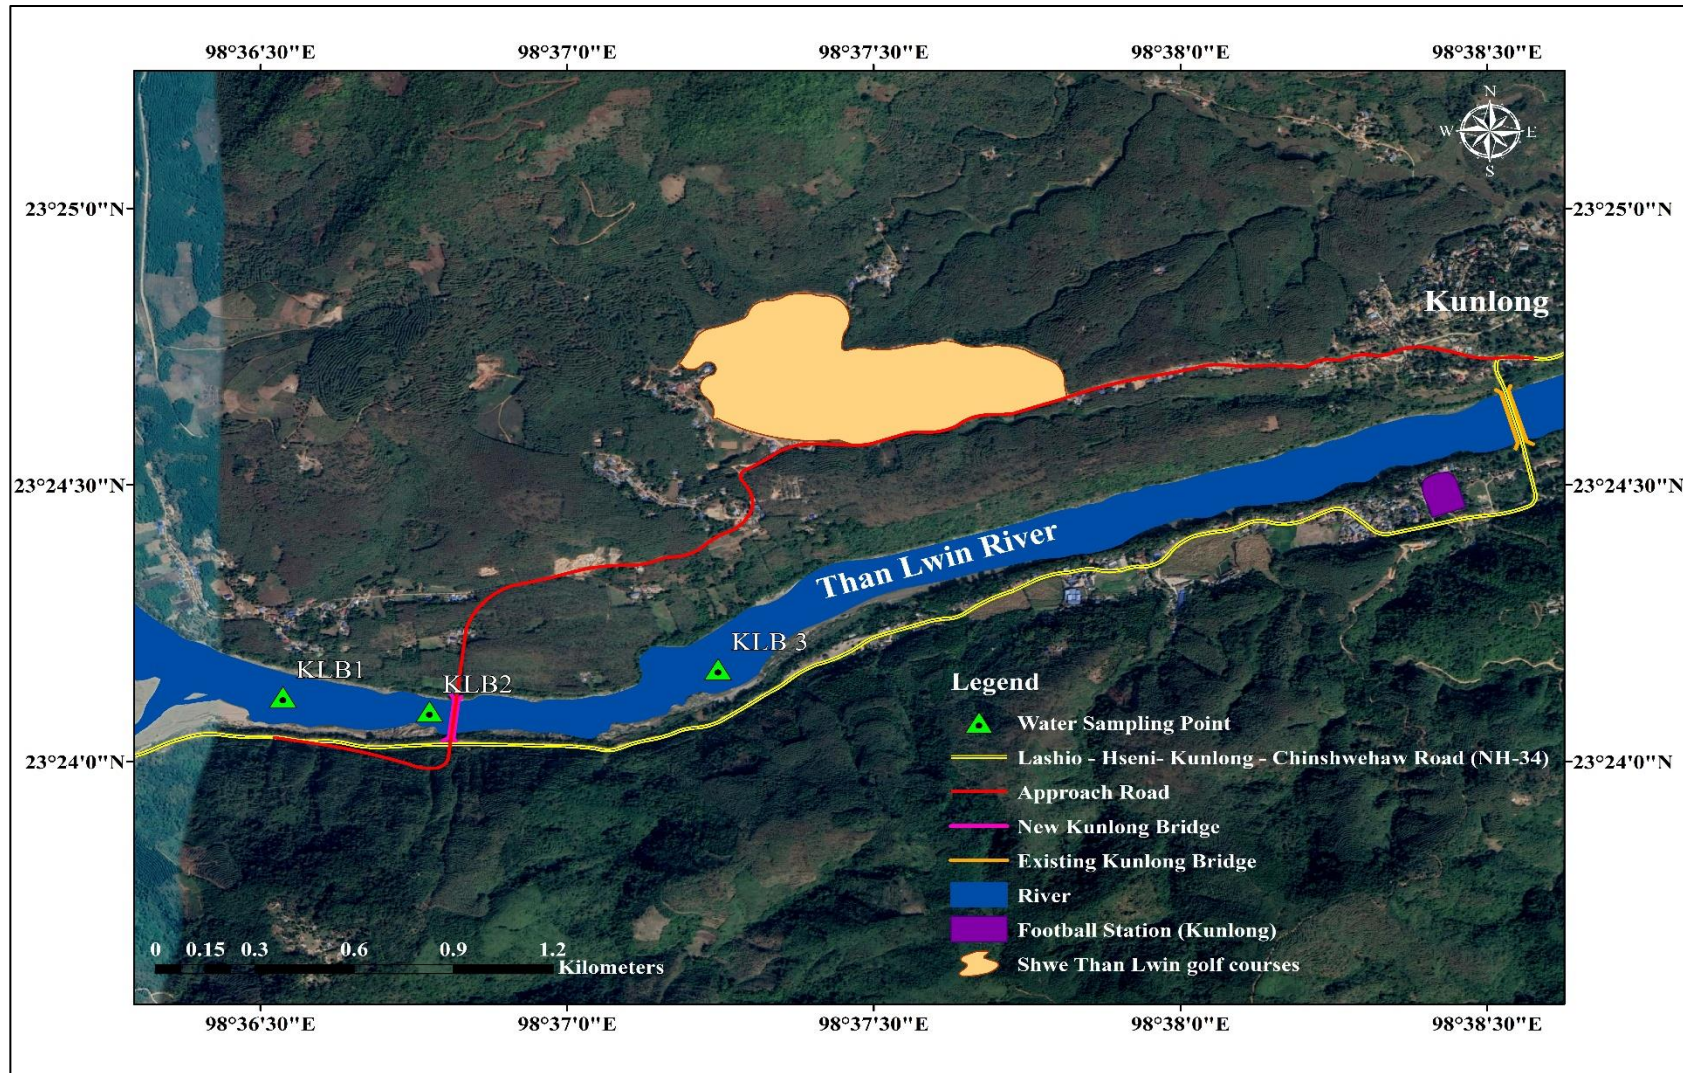 98°36'30"E 98°37'0"E 98°37'30"E 98°38'0"E 98°38'30"E
N
W E
S
23°25'0"N 23°25'0"N
Kunlong
23°24'30"N 23°24'30"N
Than Lwin River
KLB 3
KLB1
KLB2
23°24'0"N 23°24'0"N
Legend
Water Sampling Point
Lashio - Hseni- Kunlong - Chinshwehaw Road (NH-34)
Approach Road
New Kunlong Bridge
Existing Kunlong Bridge
River
Football Station (Kunlong)
Shwe Than Lwin golf courses
0 0.15 0.3 0.6 0.9 1.2
Kilometers
98°36'30"E 98°37'0"E 98°37'30"E 98°38'0"E 98°38'30"E